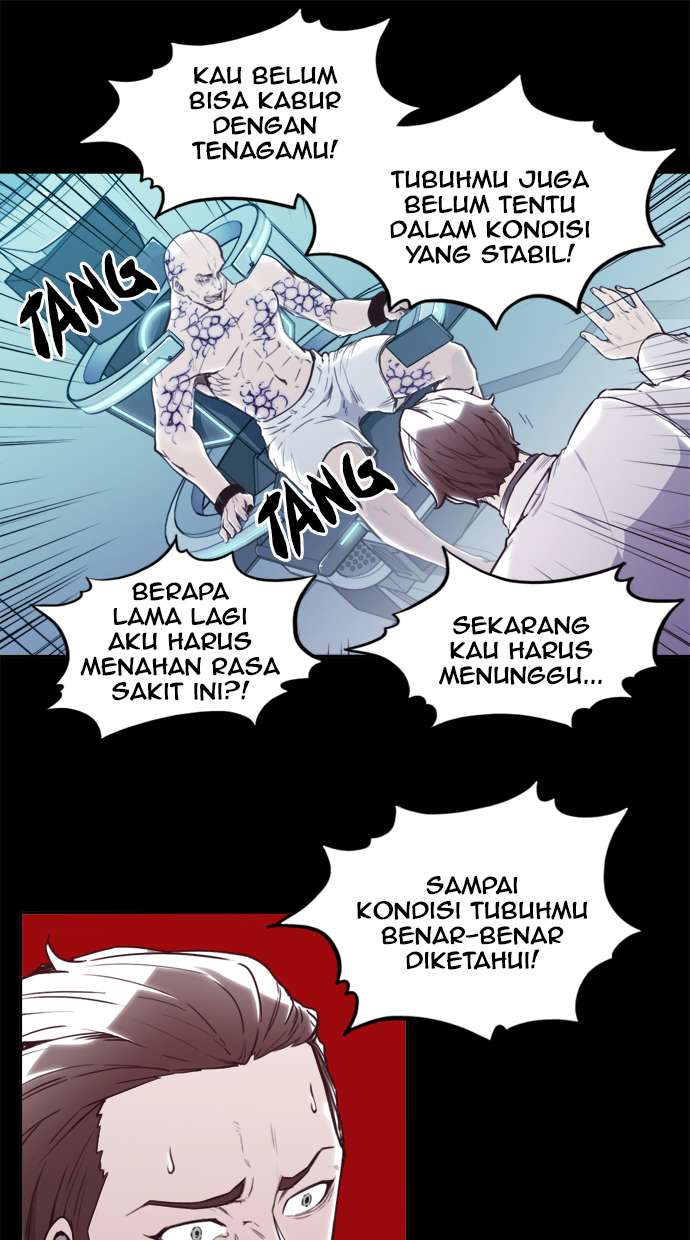 KAU BELUM
BISA KABUR
DENGAN
TENAGAMU!
TUBUHMU JUGA
BELUM TENTU
DALAM KONDISI
YANG STABIL!
TANG
TANG
BERAPA
LAMA LAGI
AKU HARUS
MENAHAN RASA
SAKIT INI?!
SEKARANG
KAU HARUS
MENUNGGU...
SAMPAI
KONDISI TUBUHMU
BENAR-BENAR
DIKETAHUI!